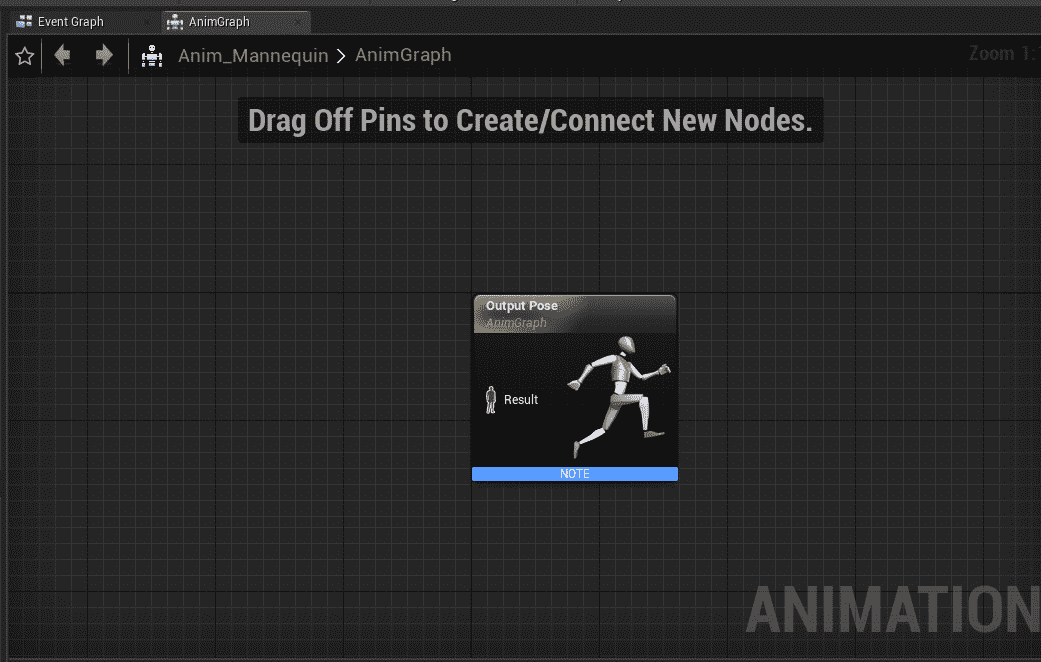 Event Graph
AnimGraph
Anim_Mannequin > AnimGraph
Zoom 1:
Drag Off Pins to Create/Connect New Nodes.
Output Pose
AnimGraph
Result
NOTE
ANIMATION